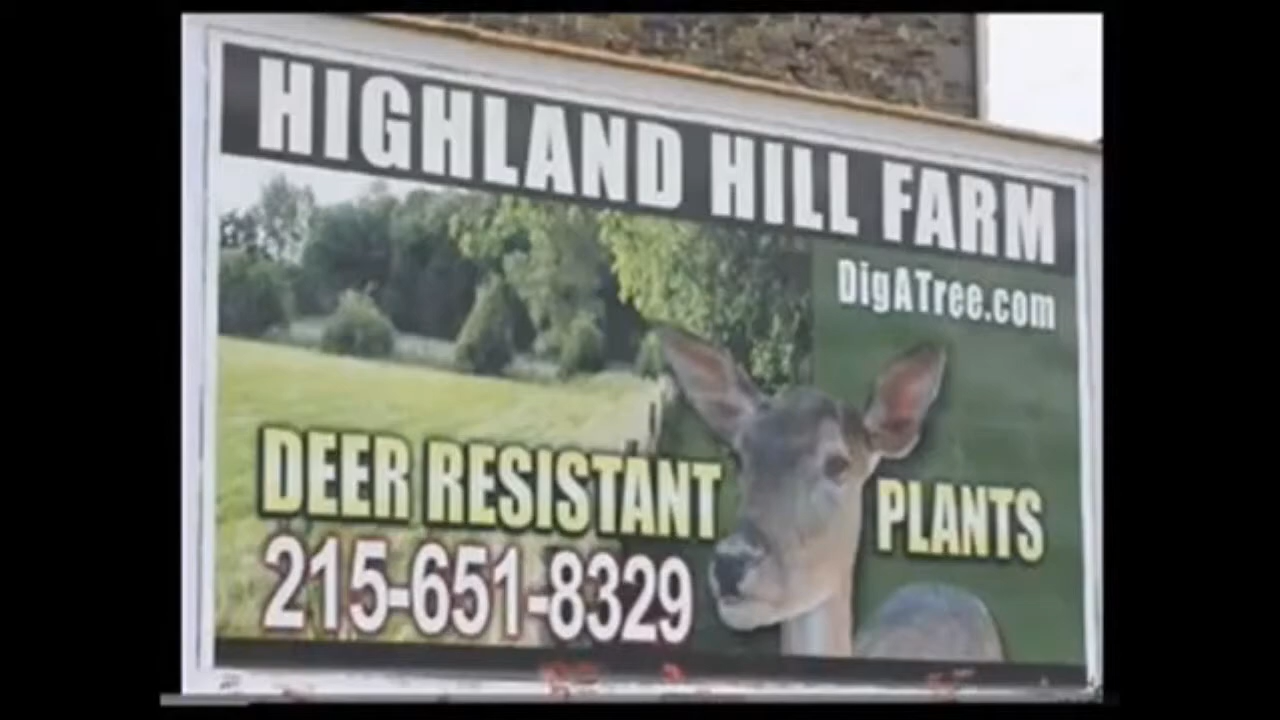 HIGHLAND HILL FARM
DigATree.com
DEER RESISTANT PLANTS
215-651-8329